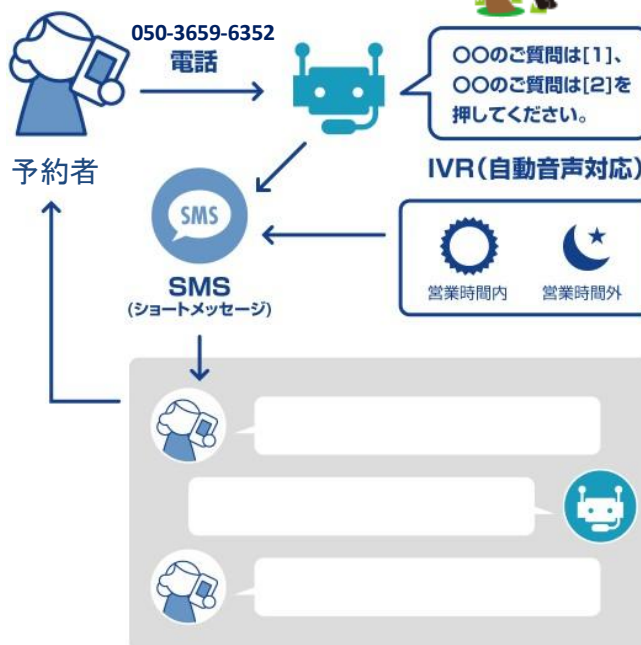 050-3659-6352
電話
〇〇のご質問は[1]、
〇〇のご質問は[2]を
押してください。
予約者
IVR(自動音声対応)
SMS
SMS
(ショートメッセージ)
営業時間内
営業時間外